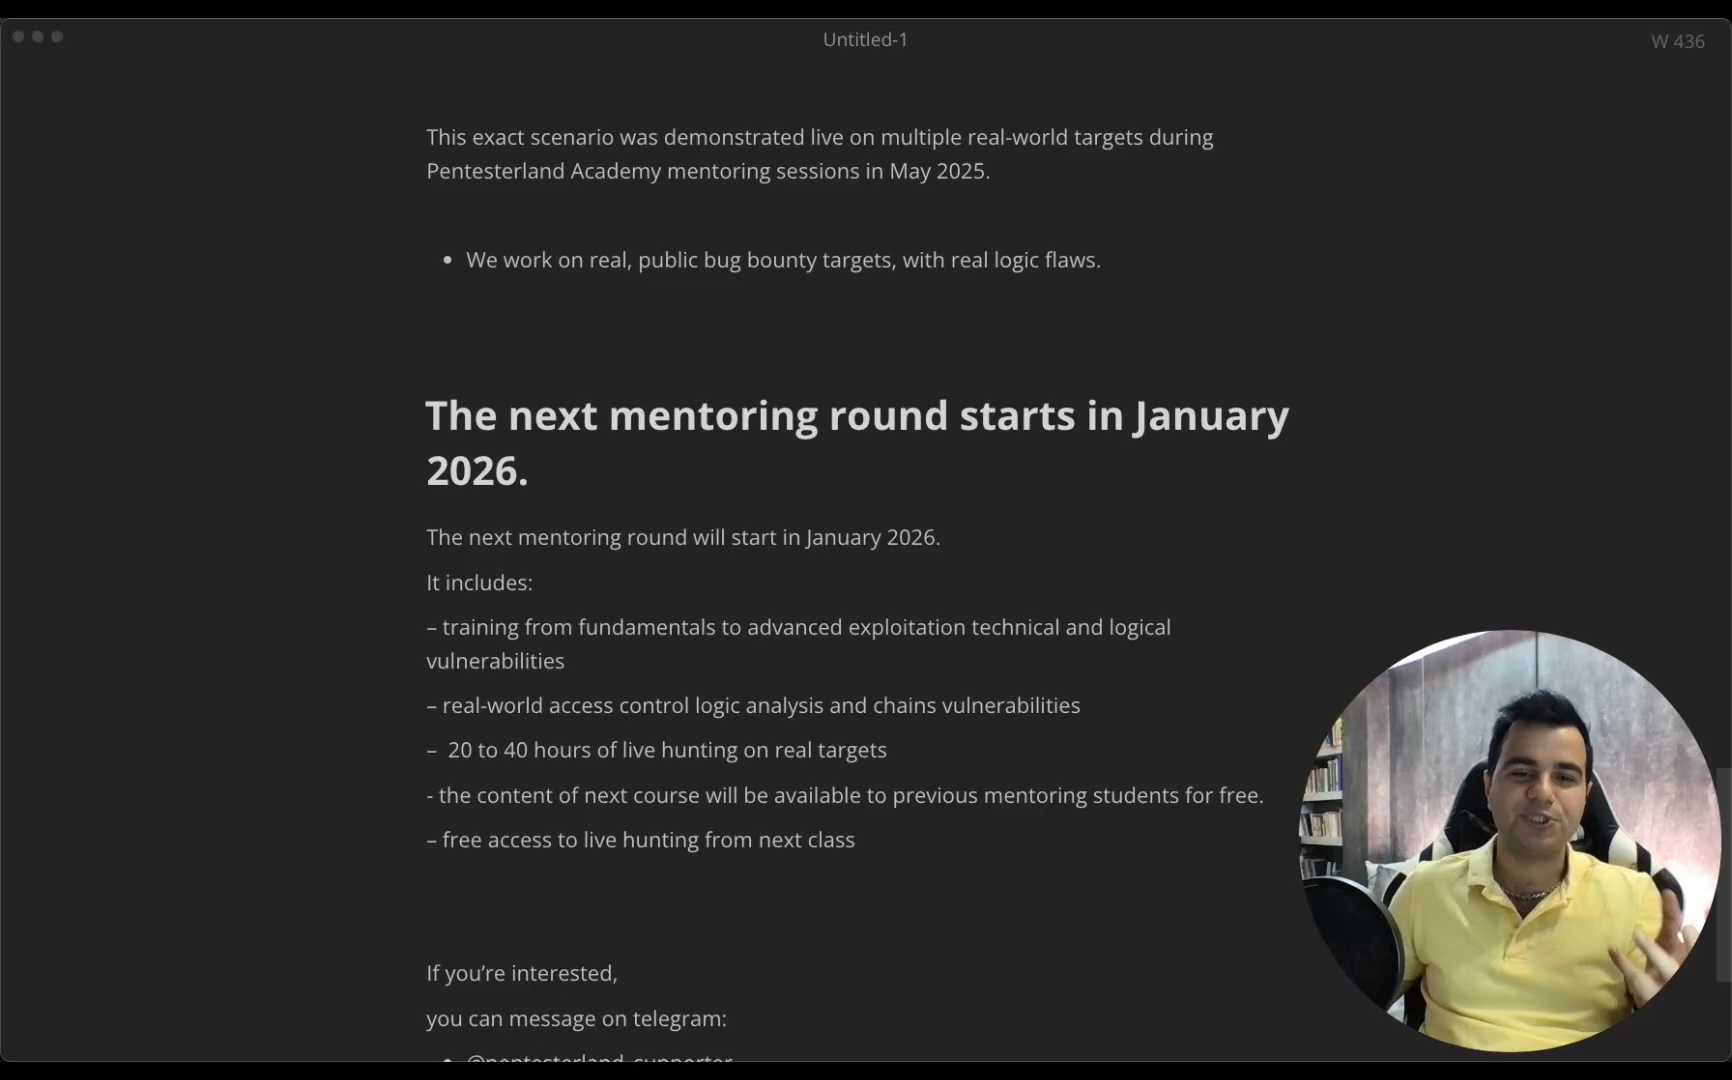 Untitled-1
W 436
This exact scenario was demonstrated live on multiple real-world targets during
Pentesterland Academy mentoring sessions in May 2025.
• We work on real, public bug bounty targets, with real logic flaws.
The next mentoring round starts in January
2026.
The next mentoring round will start in January 2026.
It includes:
– training from fundamentals to advanced exploitation technical and logical
vulnerabilities
– real-world access control logic analysis and chains vulnerabilities
–  20 to 40 hours of live hunting on real targets
- the content of next course will be available to previous mentoring students for free.
– free access to live hunting from next class
If you’re interested,
you can message on telegram:
• @pentesterland_supporter